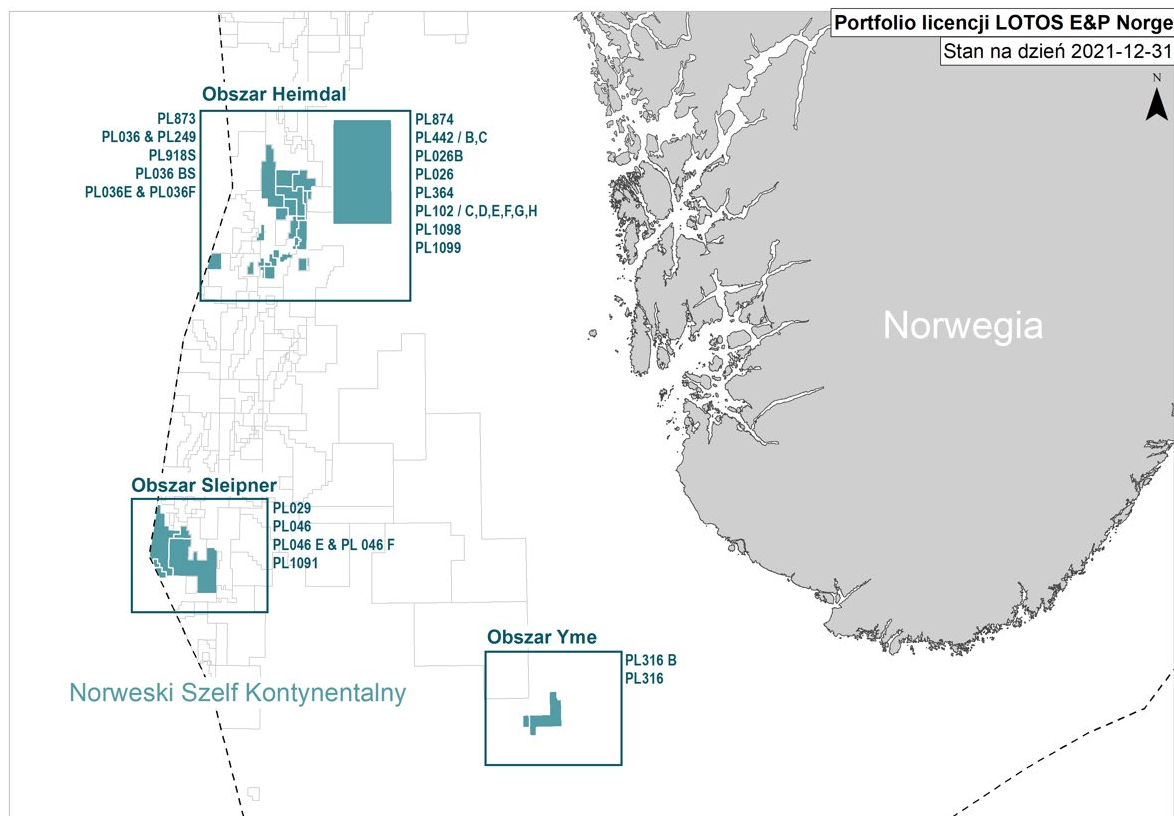 Portfolio licencji LOTOS E&P Norge
Stan na dzień 2021-12-31
N
Obszar Heimdal
PL873
PL036 & PL249
PL918S
PL036 BS
PL036E & PL036F
PL874
PL442 / B,C
PL026B
PL026
PL364
PL102 / C,D,E,F,G,H
PL1098
PL1099
Norwegia
Obszar Sleipner
PL029
PL046
PL046 E & PL 046 F
PL1091
Obszar Yme
PL316 B
PL316
Norweski Szelf Kontynentalny